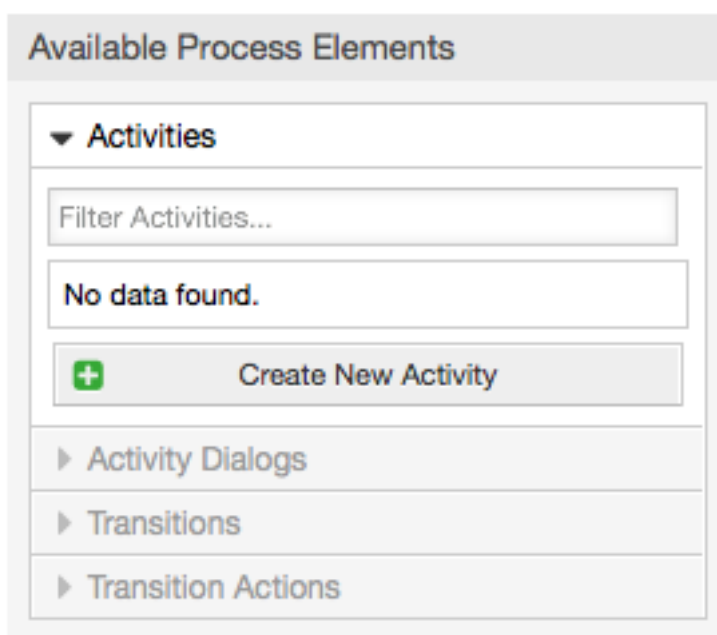 Available Process Elements
Activities
Filter Activities...
No data found.
Create New Activity
Activity Dialogs
Transitions
Transition Actions